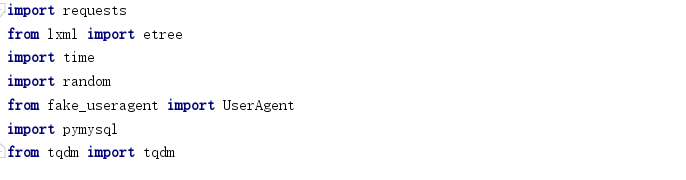 import requests
from lxml import etree
import time
import random
from fake_useragent import UserAgent
import pymysql
from tqdm import tqdm